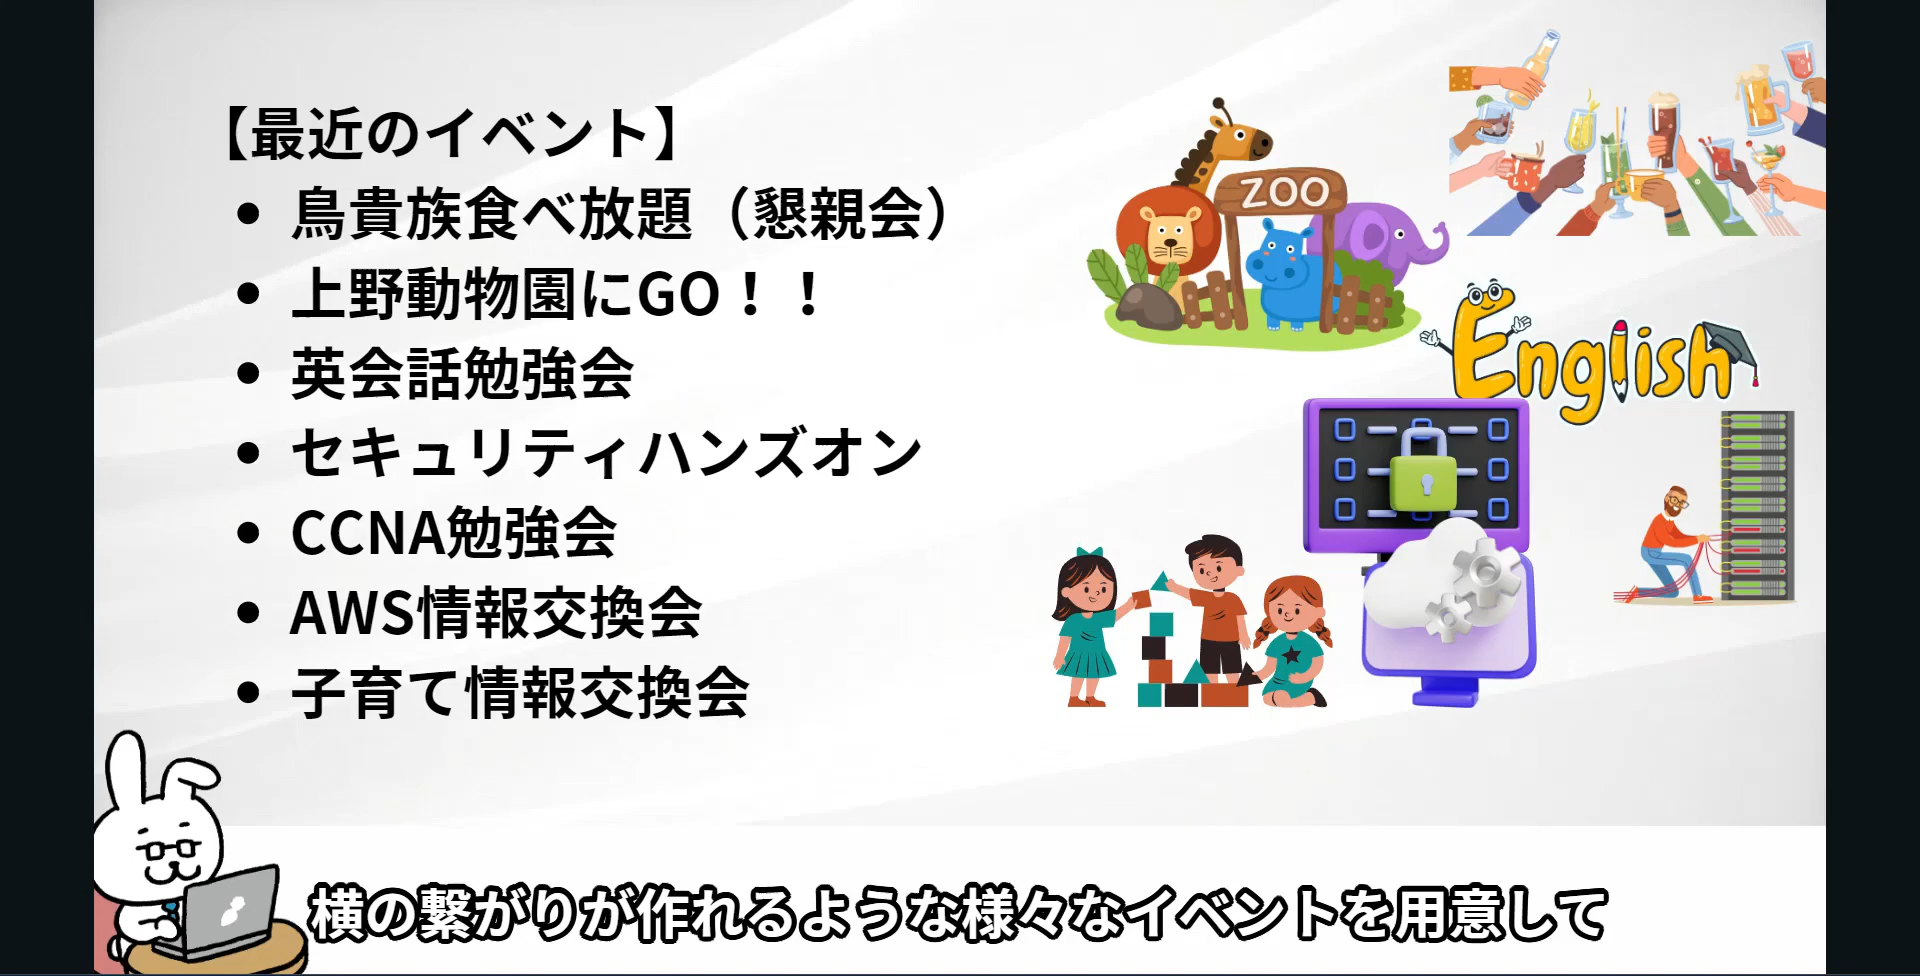 【最近のイベント】
• 鳥貴族食べ放題（懇親会）
• 上野動物園にGO！！
• 英会話勉強会
• セキュリティハンズオン
• CCNA勉強会
• AWS情報交換会
• 子育て情報交換会
ZOO
English
横の繋がりが作れるような様々なイベントを用意して